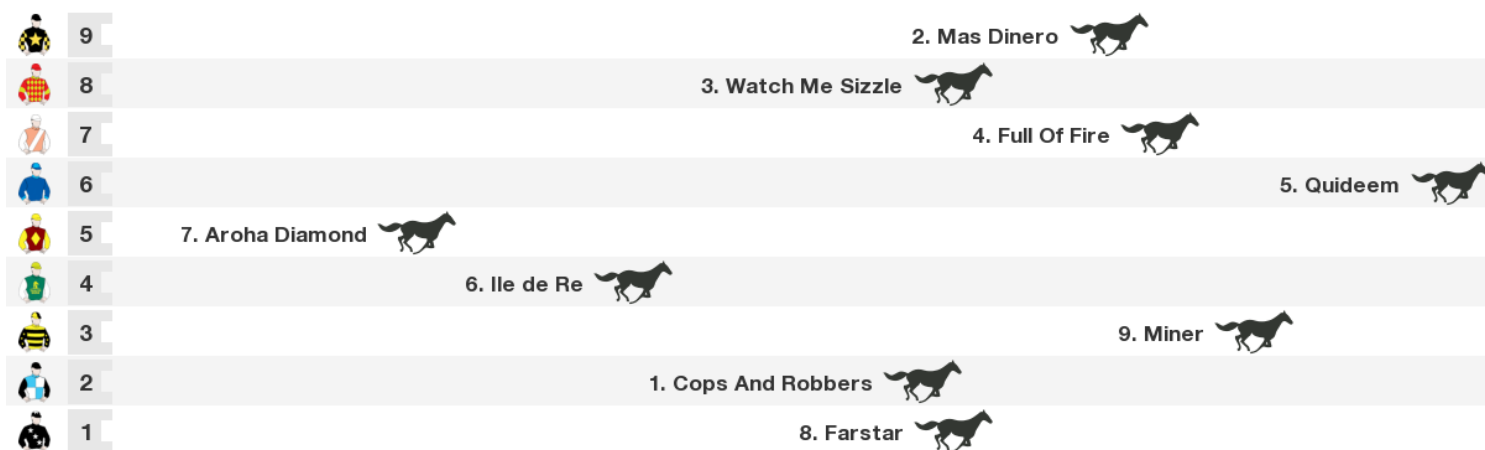 9 2. Mas Dinero
8 3. Watch Me Sizzle
7 4. Full Of Fire
6 5. Quideem
5 7. Aroha Diamond
4 6. Ile de Re
3 9. Miner
2 1. Cops And Robbers
1 8. Farstar